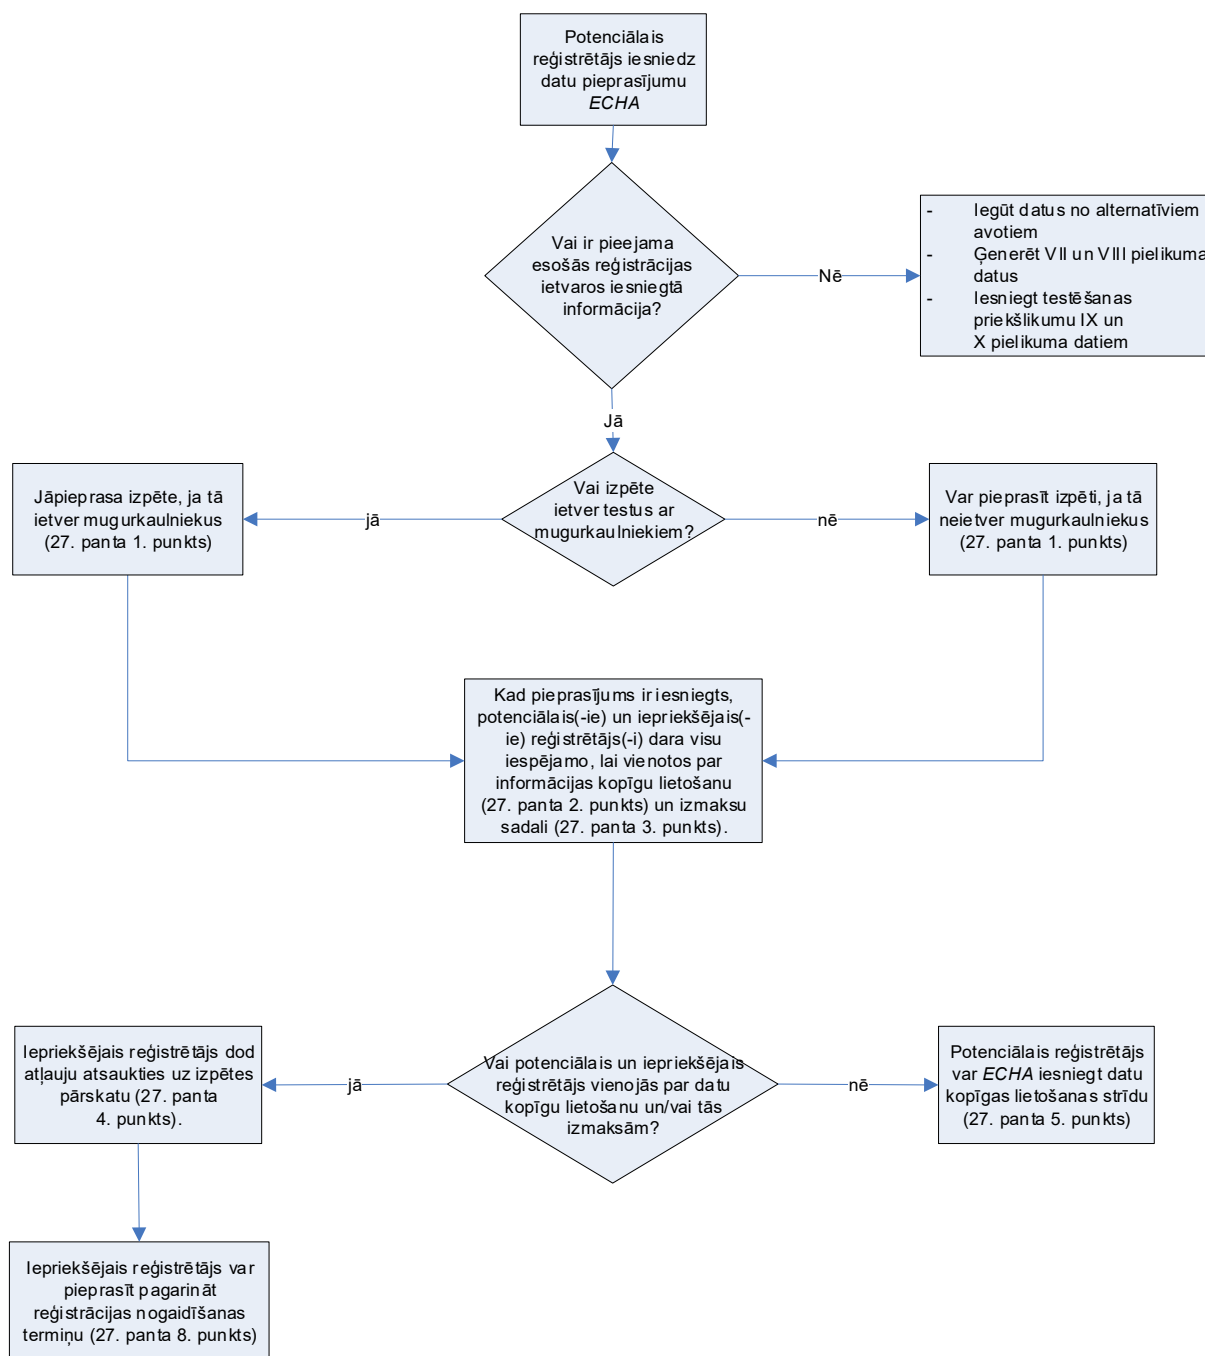 Potenciālais
reģistrētājs iesniedz
datu pieprasījumu
ECHA
Vai ir pieejama
esošās reģistrācijas
ietvaros iesniegtā
informācija?
Nē
- Iegūt datus no alternatīviem
avotiem
- Ģenerēt VII un VIII pielikuma
datus
- Iesniegt testēšanas
priekšlikumu IX un
X pielikuma datiem
Jā
Vai izpēte
ietver testus ar
mugurkaulniekiem?
jā
Jāpieprasa izpēte, ja tā
ietver mugurkaulniekus
(27. panta 1. punkts)
nē
Var pieprasīt izpēti, ja tā
neietver mugurkaulniekus
(27. panta 1. punkts)
Kad pieprasījums ir iesniegts,
potenciālais(-ie) un iepriekšējais(-
ie) reģistrētājs(-i) dara visu
iespējamo, lai vienotos par
informācijas kopīgu lietošanu
(27. panta 2. punkts) un izmaksu
sadali (27. panta 3. punkts).
Vai potenciālais un iepriekšējais
reģistrētājs vienojās par datu
kopīgu lietošanu un/vai tās
izmaksām?
jā
Iepriekšējais reģistrētājs dod
atļauju atsaukties uz izpētes
pārskatu (27. panta
4. punkts).
nē
Potenciālais reģistrētājs
var ECHA iesniegt datu
kopīgas lietošanas strīdu
(27. panta 5. punkts)
Iepriekšējais reģistrētājs var
pieprasīt pagarināt
reģistrācijas nogaidīšanas
termiņu (27. panta 8. punkts)